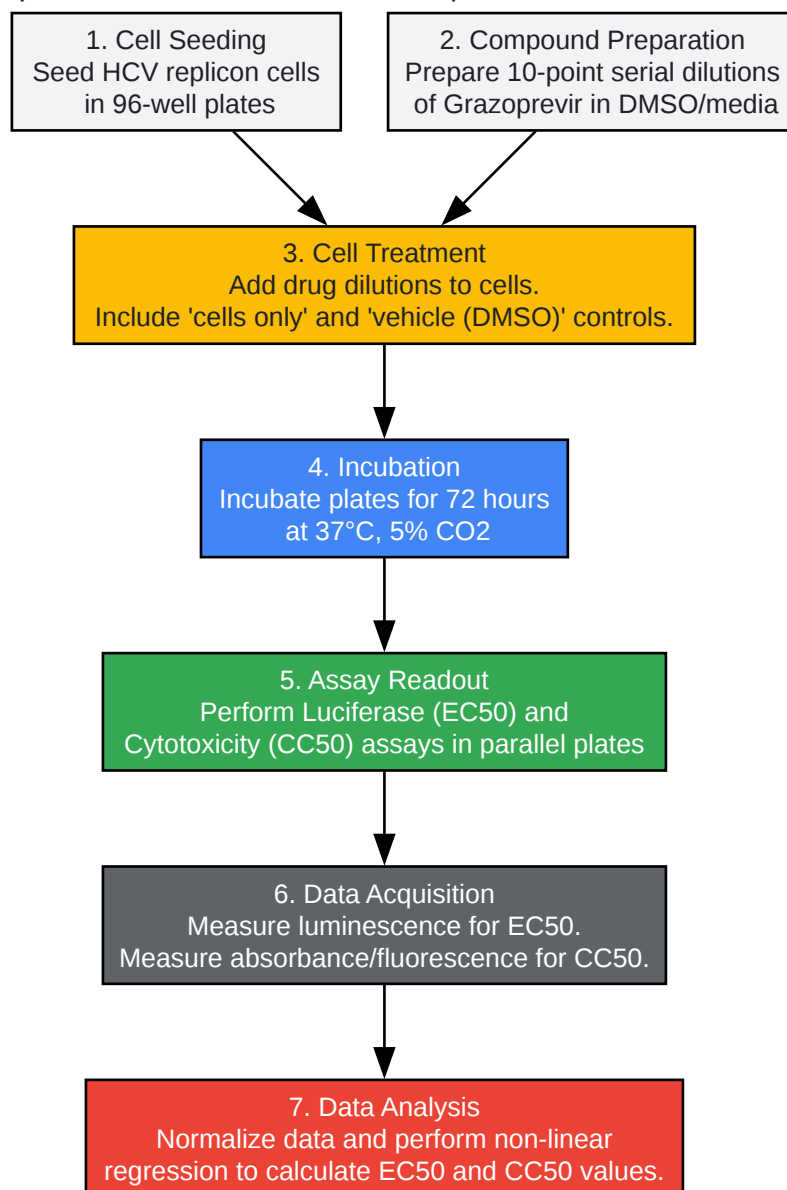 1. Cell Seeding
Seed HCV replicon cells
in 96-well plates
2. Compound Preparation
Prepare 10-point serial dilutions
of Grazoprevir in DMSO/media
3. Cell Treatment
Add drug dilutions to cells.
Include 'cells only' and 'vehicle (DMSO)' controls.
4. Incubation
Incubate plates for 72 hours
at 37°C, 5% CO2
5. Assay Readout
Perform Luciferase (EC50) and
Cytotoxicity (CC50) assays in parallel plates
6. Data Acquisition
Measure luminescence for EC50.
Measure absorbance/fluorescence for CC50.
7. Data Analysis
Normalize data and perform non-linear
regression to calculate EC50 and CC50 values.